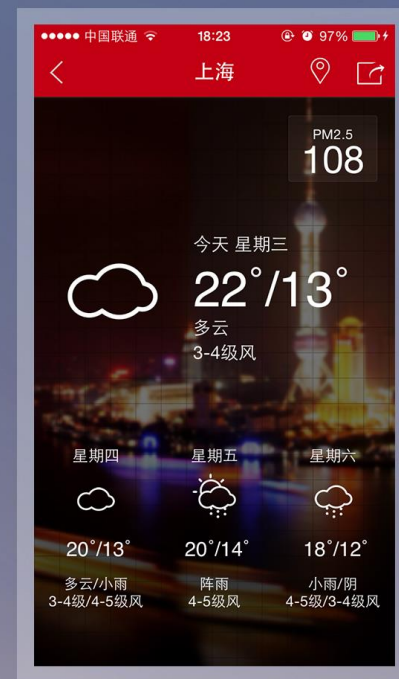 中国联通 18:23 97%
上海
PM2.5
108
今天 星期三
22°/13°
多云
3-4级风
星期四 星期五 星期六
20°/13° 20°/14° 18°/12°
多云/小雨 阵雨 小雨/阴
3-4级/4-5级风 4-5级风 4-5级/3-4级风